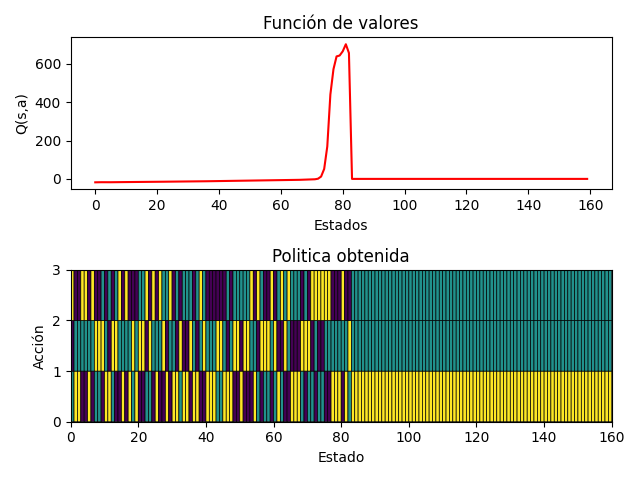 Función de valores
Q(s,a)
600
400
200
0
0 20 40 60 80 100 120 140 160
Estados
Politica obtenida
Acción
3
2
1
0
0 20 40 60 80 100 120 140 160
Estado